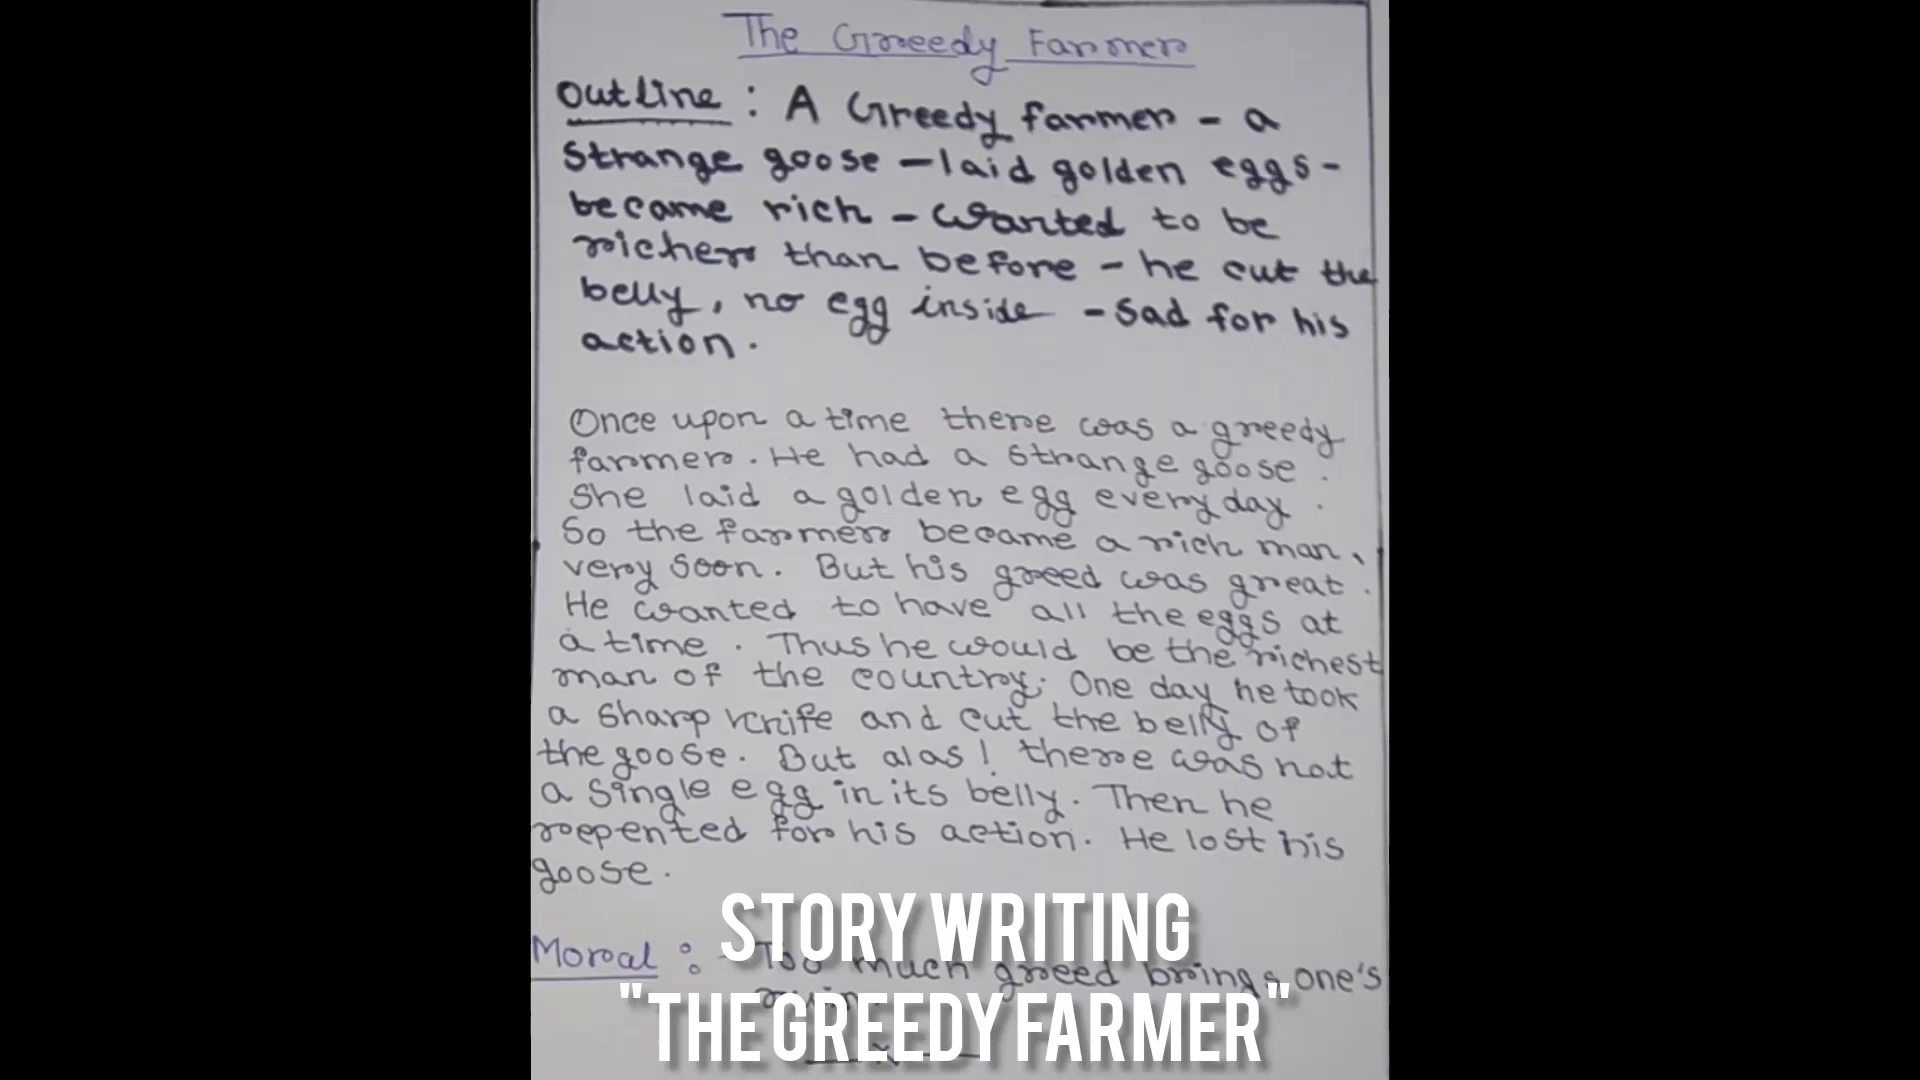 The Greedy Farmer
Outline : A Greedy farmer - a
strange goose - laid golden eggs -
became rich - wanted to be
richer than before - he cut the
belly, no egg inside - sad for his
action.
Once upon a time there was a greedy
farmer. He had a strange goose.
She laid a golden egg every day.
So the farmer became a rich man,
very soon. But his greed was great.
He wanted to have all the eggs at
a time. Thus he would be the richest
man of the country. One day he took
a sharp knife and cut the belly of
the goose. But alas! there was not
a single egg in its belly. Then he
repented for his action. He lost his
goose.
STORY WRITING
Moral :- Too much greed brings one's
ruin
"THE GREEDY FARMER"